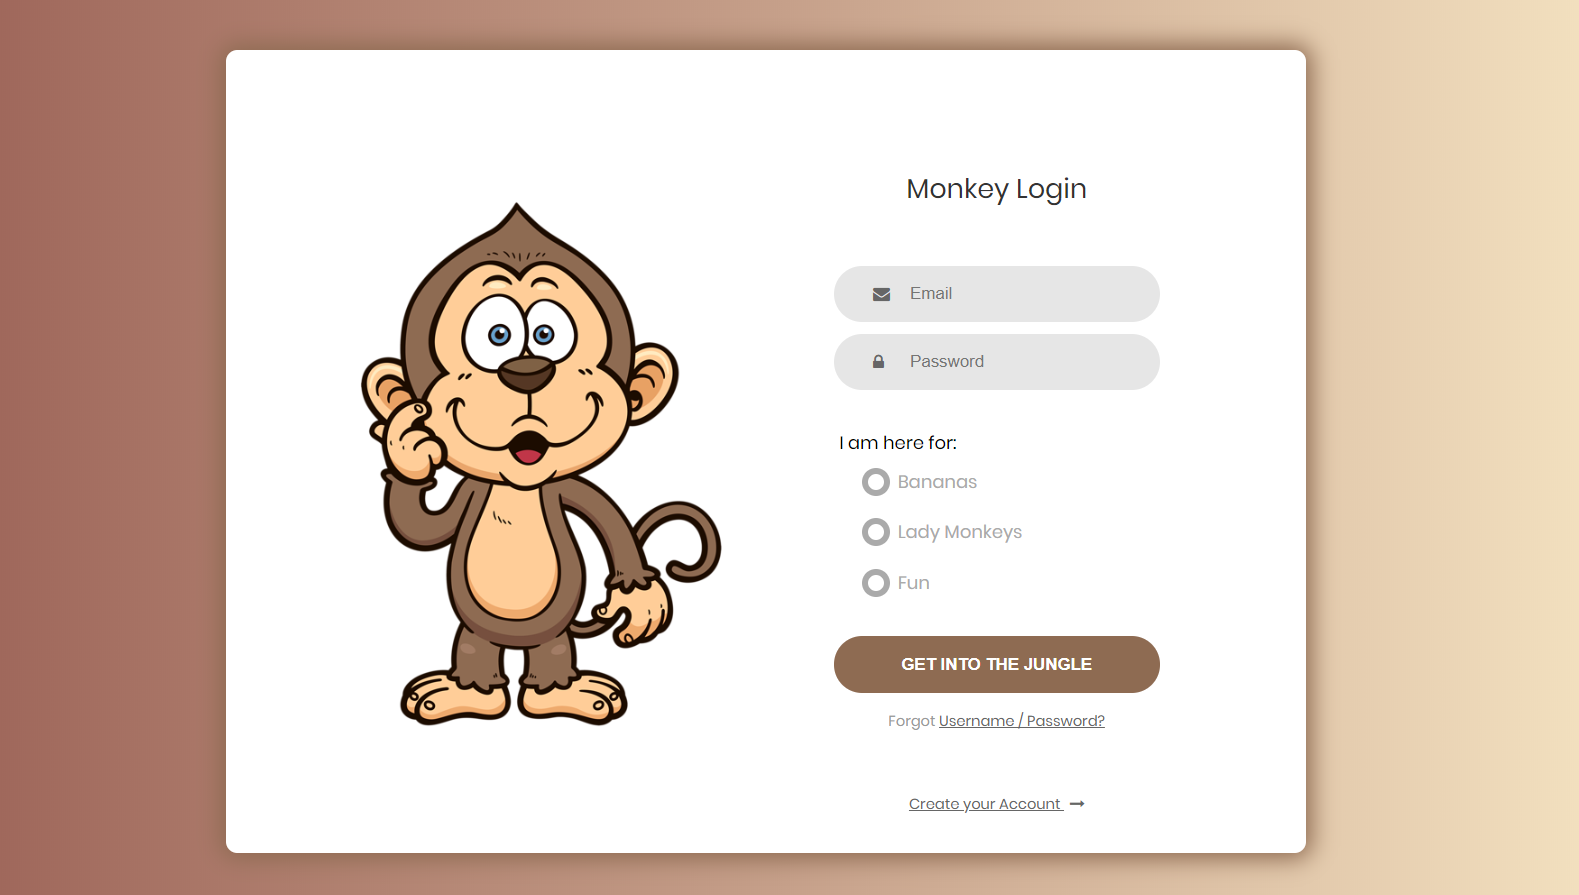 Monkey Login
Email
Password
I am here for:
Bananas
Lady Monkeys
Fun
GET INTO THE JUNGLE
Forgot Username / Password?
Create your Account